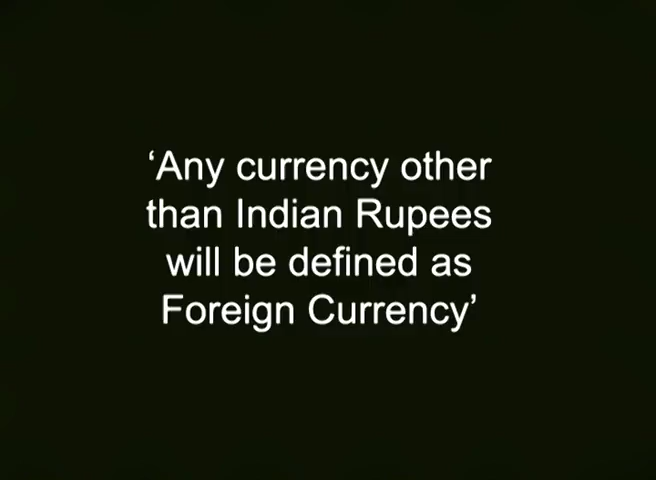 ‘Any currency other
than Indian Rupees
will be defined as
Foreign Currency’